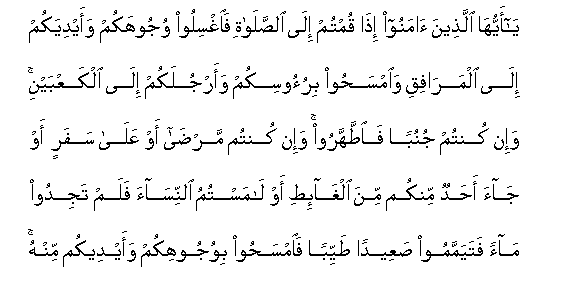 يَـٰٓأَيُّهَا ٱلَّذِينَ ءَامَنُوٓا۟ إِذَا قُمْتُمْ إِلَى ٱلصَّلَوٰةِ فَٱغْسِلُوا۟ وُجُوهَكُمْ وَأَيْدِيَكُمْ
إِلَى ٱلْمَرَافِقِ وَٱمْسَحُوا۟ بِرُءُوسِكُمْ وَأَرْجُلَكُمْ إِلَى ٱلْكَعْبَيْنِ ۚ
وَإِن كُنتُمْ جُنُبًا فَٱطَّهَّرُوا۟ ۚ وَإِن كُنتُم مَّرْضَىٰٓ أَوْ عَلَىٰ سَفَرٍ أَوْ
جَآءَ أَحَدٌ مِّنكُم مِّنَ ٱلْغَآئِطِ أَوْ لَـٰمَسْتُمُ ٱلنِّسَآءَ فَلَمْ تَجِدُوا۟
مَآءً فَتَيَمَّمُوا۟ صَعِيدًا طَيِّبًا فَٱمْسَحُوا۟ بِوُجُوهِكُمْ وَأَيْدِيكُم مِّنْهُ ۚ